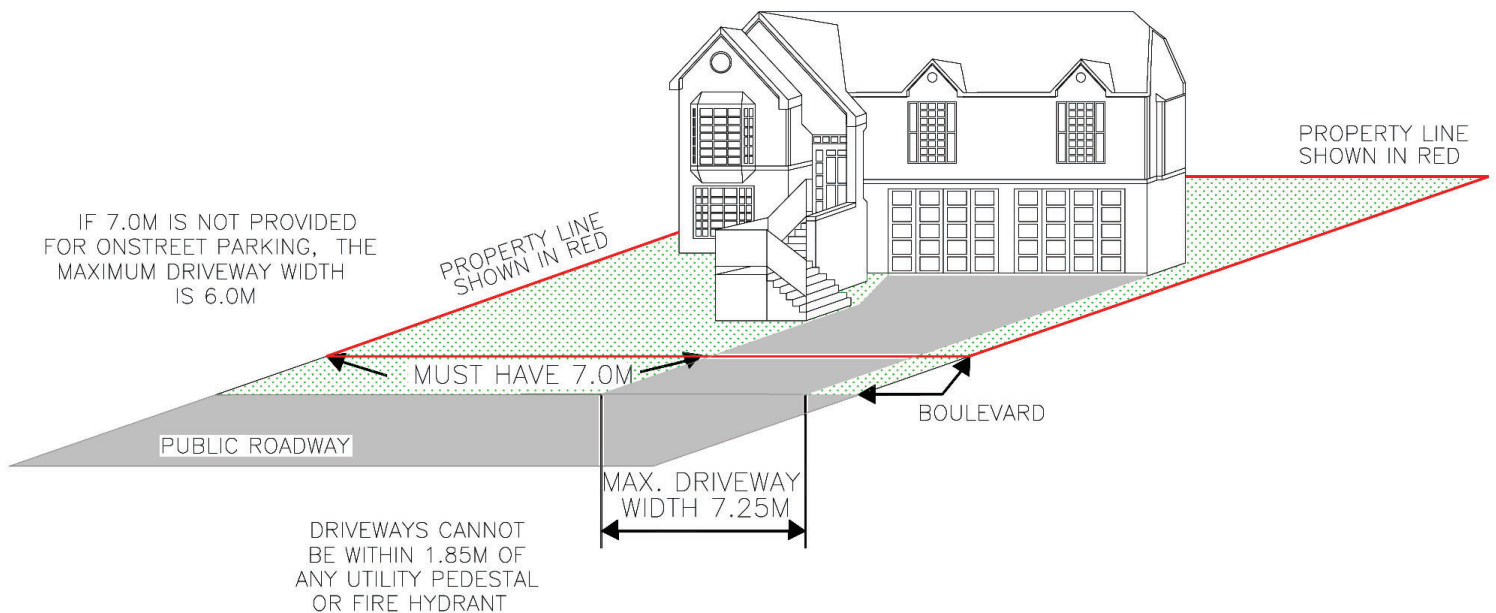 PROPERTY LINE
SHOWN IN RED
IF 7.0M IS NOT PROVIDED
FOR ONSTREET PARKING, THE
MAXIMUM DRIVEWAY WIDTH
IS 6.0M
PROPERTY LINE
SHOWN IN RED
MUST HAVE 7.0M
BOULEVARD
PUBLIC ROADWAY
MAX. DRIVEWAY
WIDTH 7.25M
DRIVEWAYS CANNOT
BE WITHIN 1.85M OF
ANY UTILITY PEDESTAL
OR FIRE HYDRANT